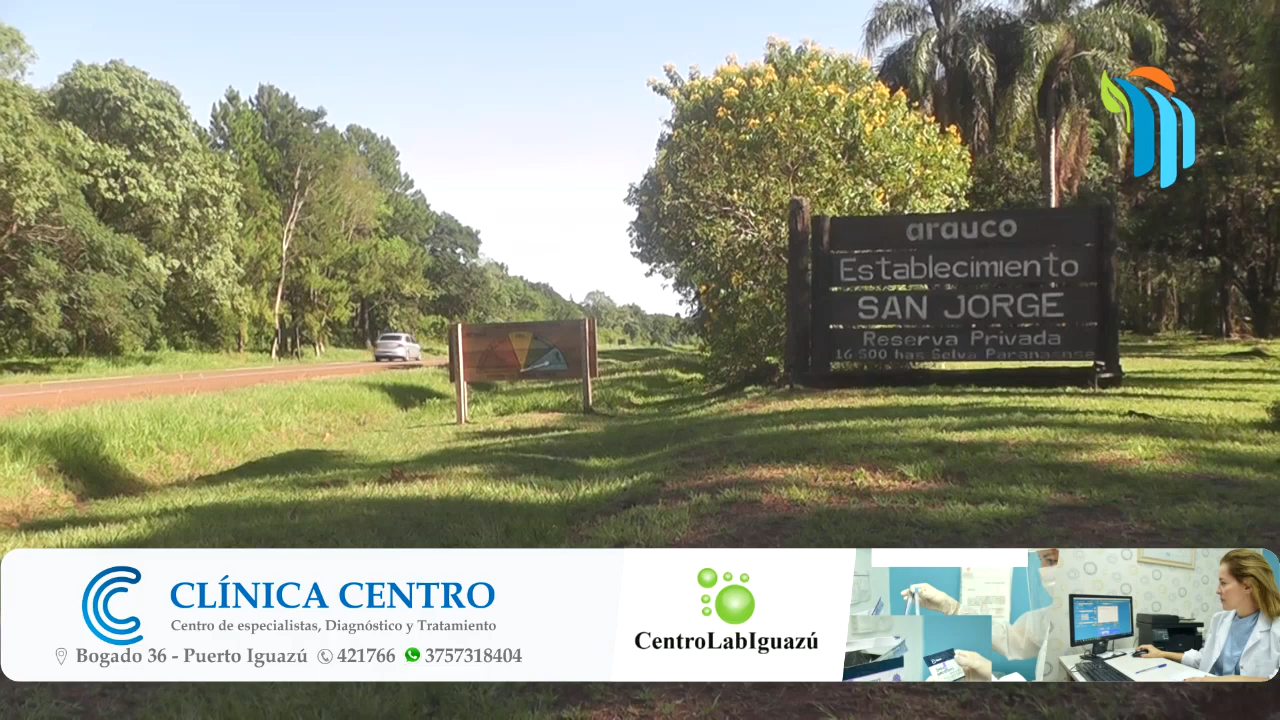 arauco
Establecimiento
SAN JORGE
Reserva Privada
16 500 has Selva Paranaense
CLÍNICA CENTRO
Centro de especialistas, Diagnóstico y Tratamiento
Bogado 36 - Puerto Iguazú 421766 3757318404
CentroLabIguazú